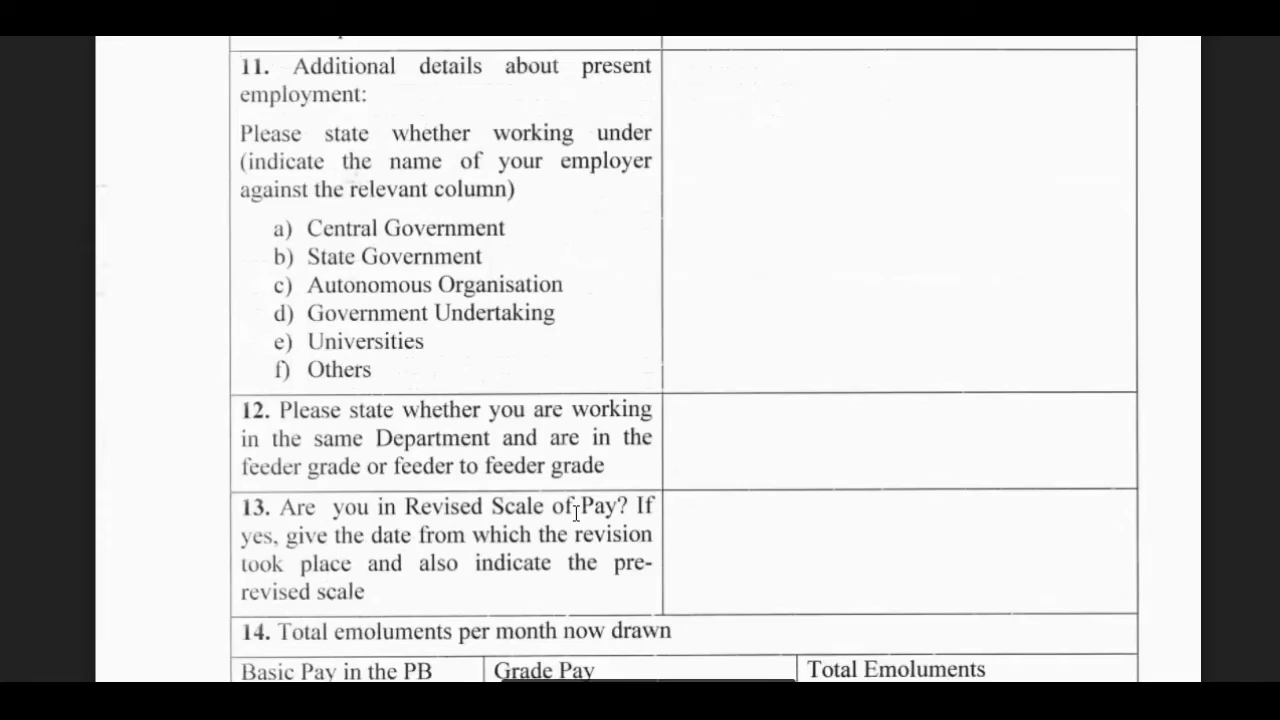 11. Additional details about present
employment:
Please state whether working under
(indicate the name of your employer
against the relevant column)
a) Central Government
b) State Government
c) Autonomous Organisation
d) Government Undertaking
e) Universities
f) Others
12. Please state whether you are working
in the same Department and are in the
feeder grade or feeder to feeder grade
13. Are you in Revised Scale of Pay? If
yes, give the date from which the revision
took place and also indicate the pre-
revised scale
14. Total emoluments per month now drawn
Basic Pay in the PB Grade Pay Total Emoluments